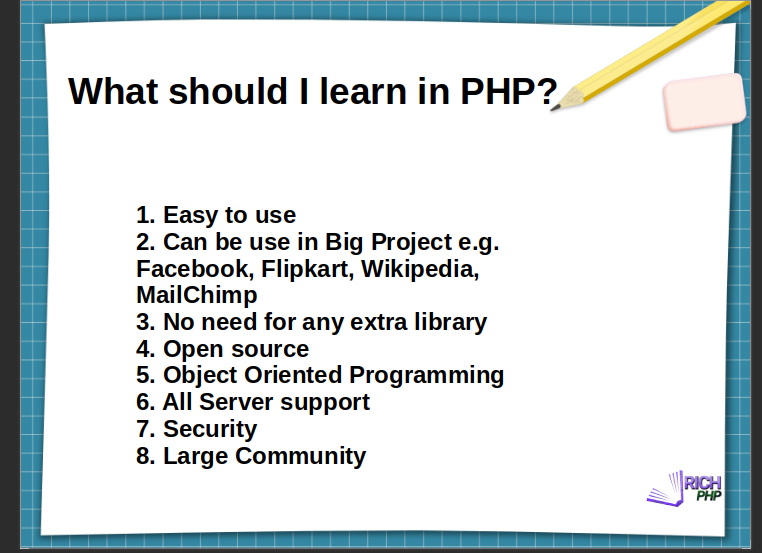 What should I learn in PHP?
1. Easy to use
2. Can be use in Big Project e.g.
Facebook, Flipkart, Wikipedia,
MailChimp
3. No need for any extra library
4. Open source
5. Object Oriented Programming
6. All Server support
7. Security
8. Large Community
RICH
PHP